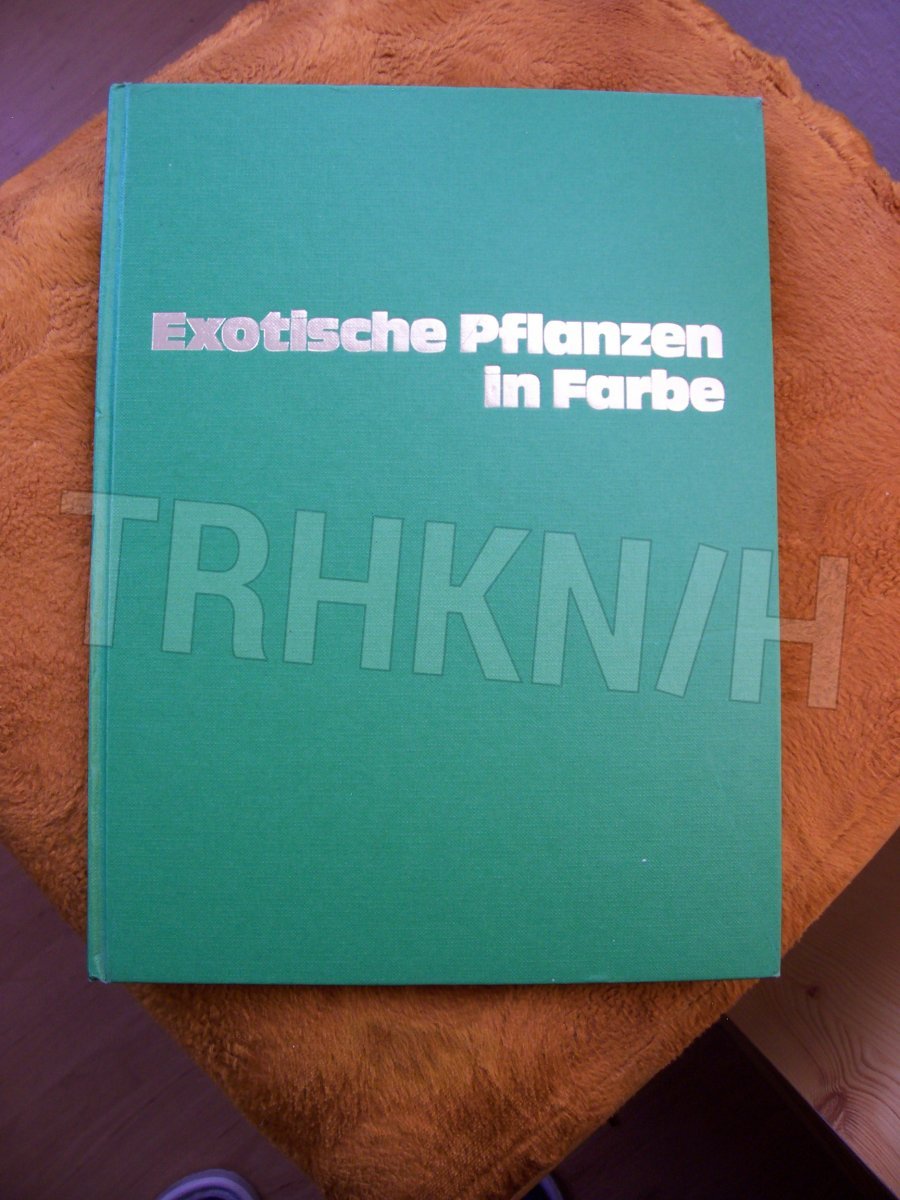 Exotische Pflanzen
in Farbe
TRHKN/H